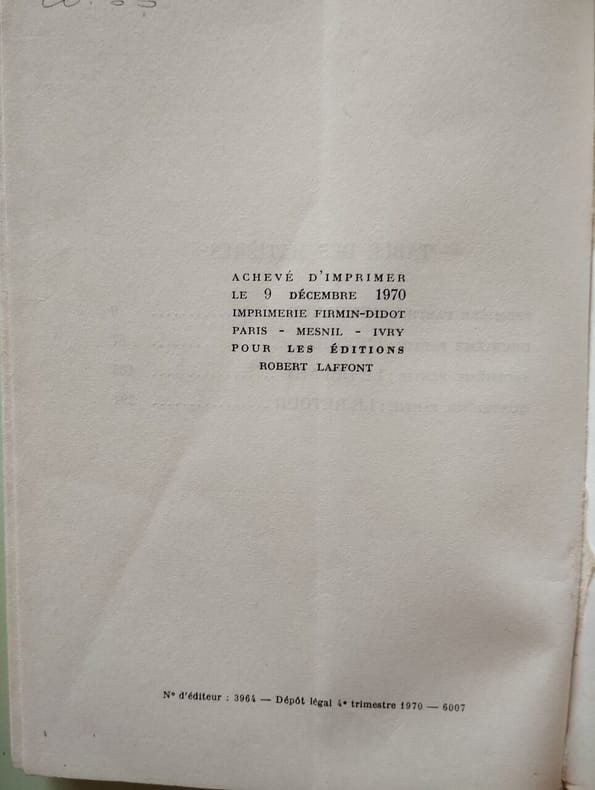 ACHEVÉ D'IMPRIMER
LE 9 DÉCEMBRE 1970
IMPRIMERIE FIRMIN-DIDOT
PARIS - MESNIL - IVRY
POUR LES ÉDITIONS
ROBERT LAFFONT
N° d'éditeur : 3964 — Dépôt légal 4e trimestre 1970 — 6007